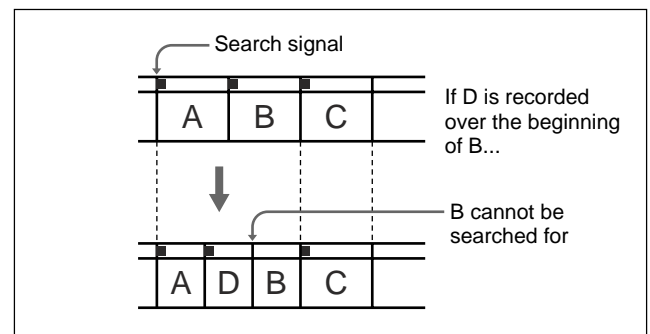 Search signal
A B C
If D is recorded
over the beginning
of B...
B cannot be
searched for
A D B C